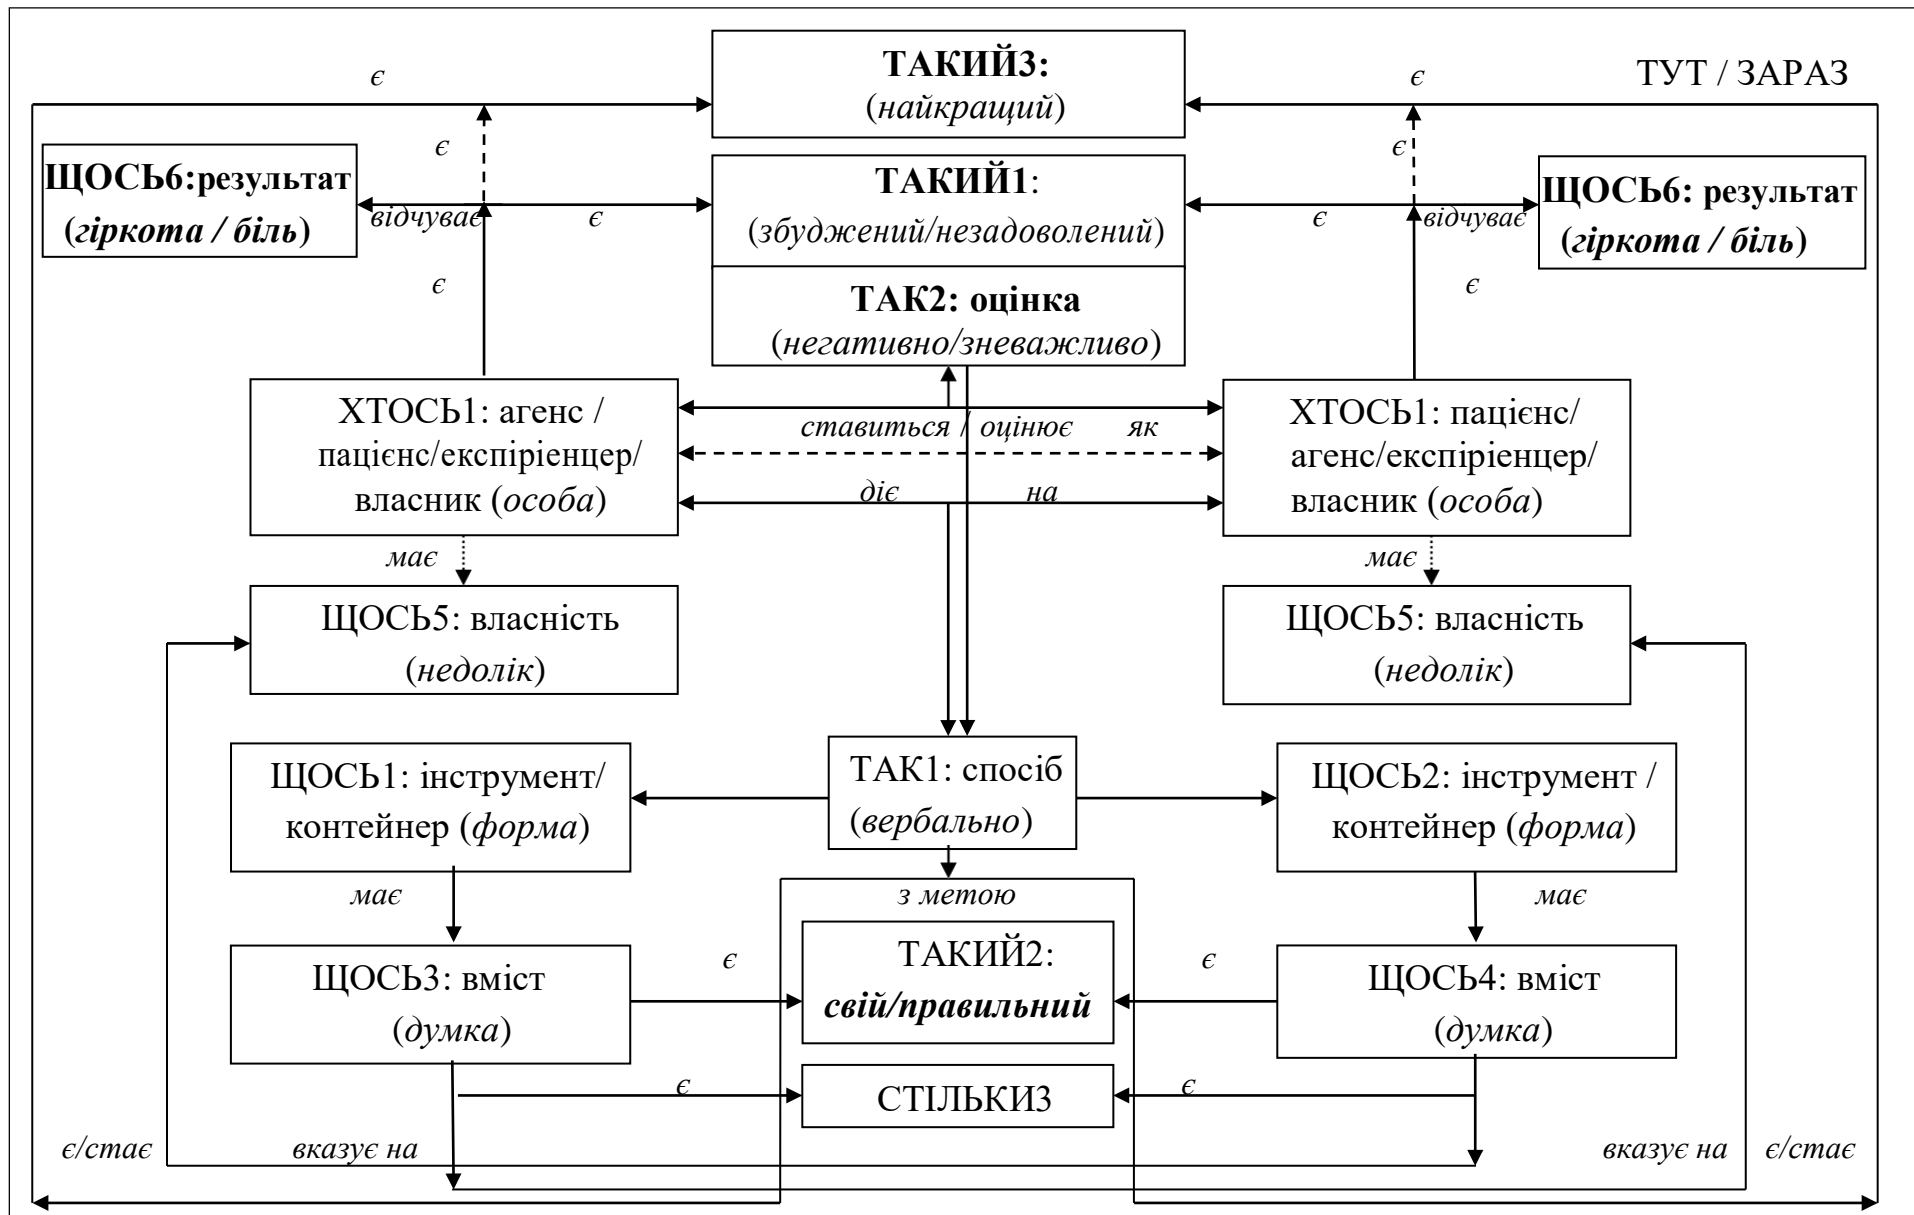 ТАКИЙ3:
(найкращий)
є
є
ТУТ / ЗАРАЗ
є
є
ЩОСЬ6:результат
(гіркота / біль)
відчуває
є
ТАКИЙ1:
(збуджений/незадоволений)
є
відчуває
ЩОСЬ6: результат
(гіркота / біль)
є
є
ТАК2: оцінка
(негативно/зневажливо)
ХТОСЬ1: агенс /
пацієнс/експірієнцер/
власник (особа)
ставиться / оцінює як
діє на
ХТОСЬ1: пацієнс/
агенс/експірієнцер/
власник (особа)
має
має
ЩОСЬ5: власність
(недолік)
ЩОСЬ5: власність
(недолік)
ЩОСЬ1: інструмент/
контейнер (форма)
ТАК1: спосіб
(вербально)
ЩОСЬ2: інструмент /
контейнер (форма)
має
з метою
має
ЩОСЬ3: вміст
(думка)
є
ТАКИЙ2:
свій/правильний
є
ЩОСЬ4: вміст
(думка)
є
СТІЛЬКИ3
є
є/стає
вказує на
вказує на
є/стає